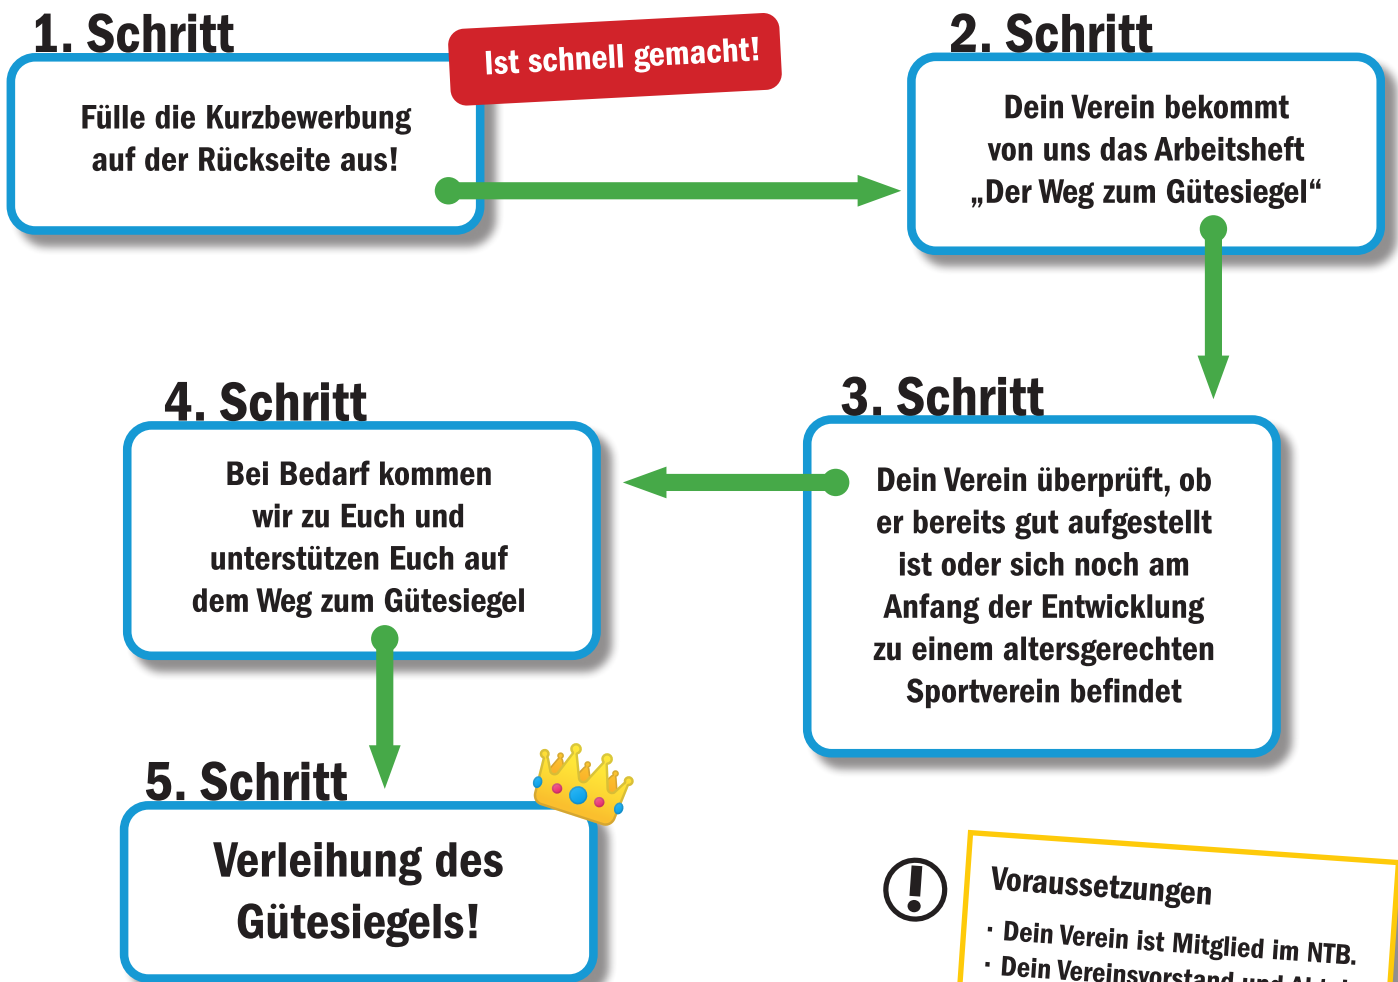 1. Schritt
Ist schnell gemacht!
Fülle die Kurzbewerbung
auf der Rückseite aus!
2. Schritt
Dein Verein bekommt
von uns das Arbeitsheft
„Der Weg zum Gütesiegel“
3. Schritt
Dein Verein überprüft, ob
er bereits gut aufgestellt
ist oder sich noch am
Anfang der Entwicklung
zu einem altersgerechten
Sportverein befindet
4. Schritt
Bei Bedarf kommen
wir zu Euch und
unterstützen Euch auf
dem Weg zum Gütesiegel
5. Schritt
Verleihung des
Gütesiegels!
Voraussetzungen
· Dein Verein ist Mitglied im NTB.
· Dein Vereinsvorstand und